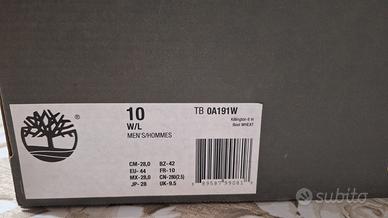 10
W/L
MEN'S/HOMMES
TB 0A191W
Killington 6 in
Boot WHEAT
CM-28,0 BZ-42
EU-44 FR-10
MX-28,0 CN-280(2.5)
JP-28 UK-9.5
subito